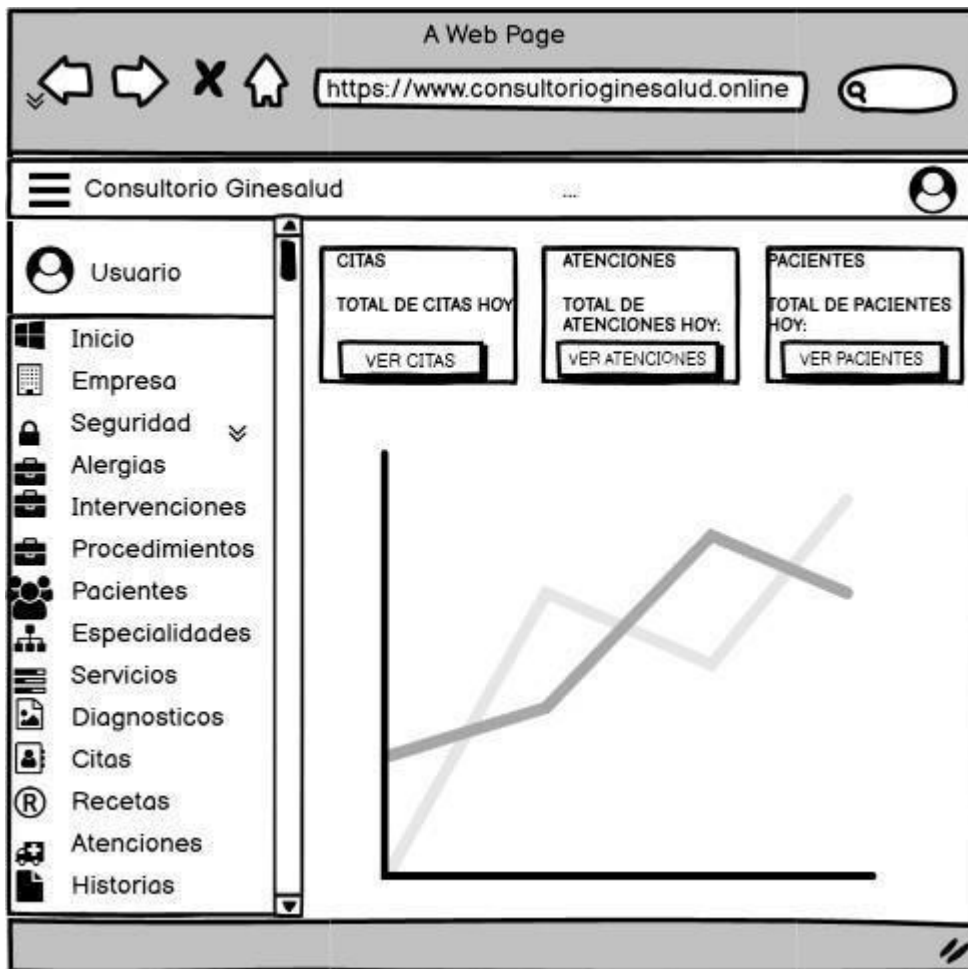 A Web Page
https://www.consultorioginesalud.online
Consultorio Ginesalud
...
Usuario
Inicio
Empresa
Seguridad
Alergias
Intervenciones
Procedimientos
Pacientes
Especialidades
Servicios
Diagnosticos
Citas
R
Recetas
Atenciones
Historias
CITAS
TOTAL DE CITAS HOY
VER CITAS
ATENCIONES
TOTAL DE
ATENCIONES HOY:
VER ATENCIONES
PACIENTES
TOTAL DE PACIENTES
HOY:
VER PACIENTES